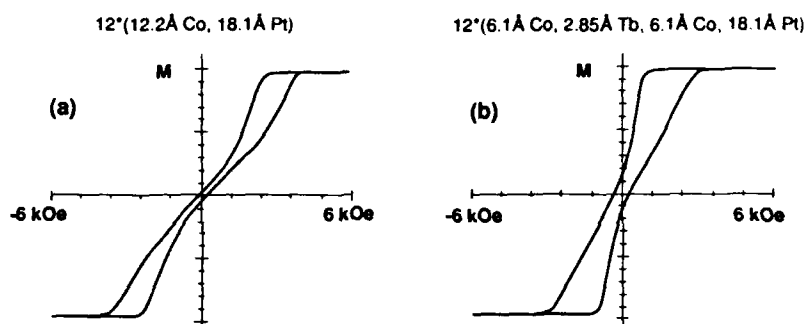 12*(12.2Å Co, 18.1Å Pt)
12*(6.1Å Co, 2.85Å Tb, 6.1Å Co, 18.1Å Pt)
M
(a)
-6 kOe
6 kOe
M
(b)
-6 kOe
6 kOe